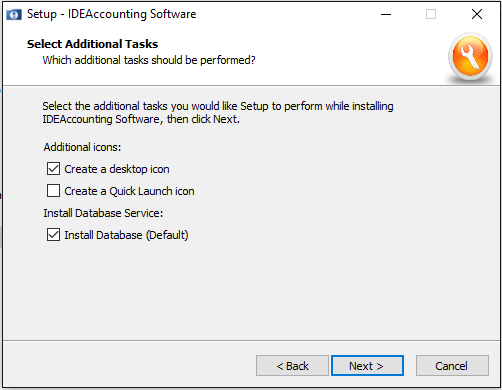 Setup - IDEAccounting Software
Select Additional Tasks
Which additional tasks should be performed?
Select the additional tasks you would like Setup to perform while installing
IDEAccounting Software, then click Next.
Additional icons:
Create a desktop icon
Create a Quick Launch icon
Install Database Service:
Install Database (Default)
< Back Next > Cancel